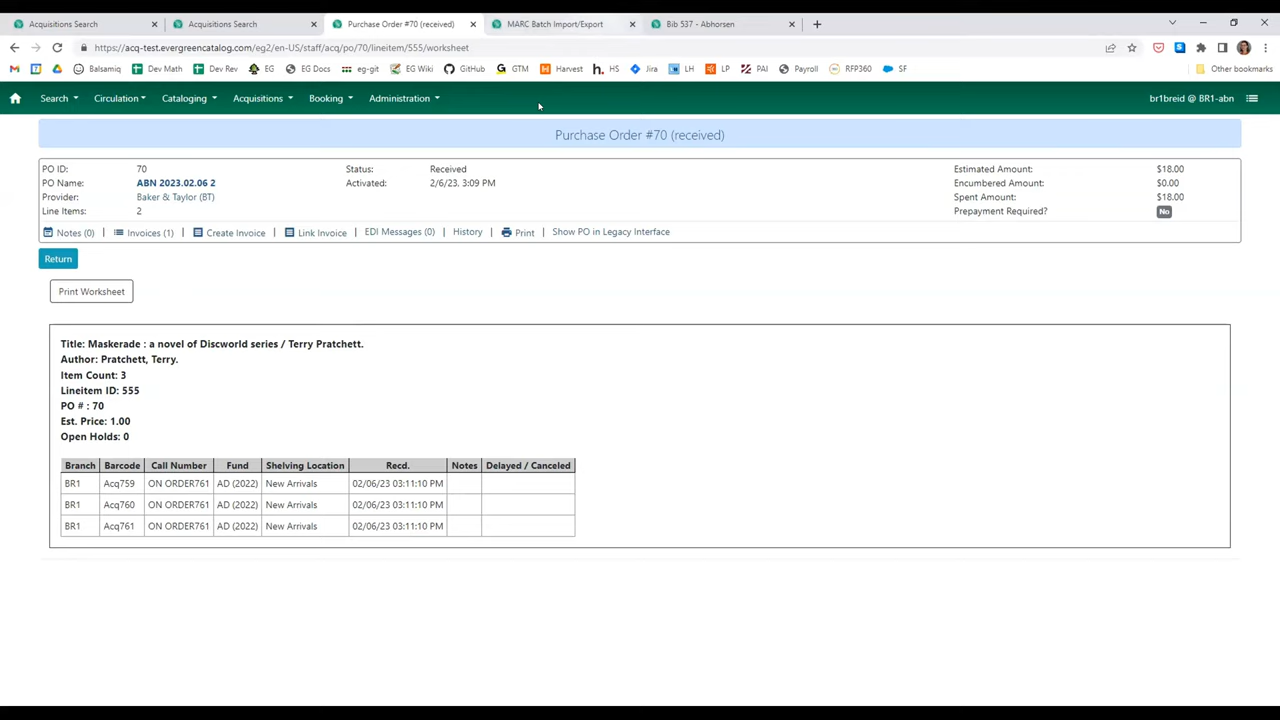 Acquisitions Search
Acquisitions Search
Purchase Order #70 (received)
MARC Batch Import/Export
Bib 537 - Abhorsen
https://acq-test.evergreencatalog.com/eg2/en-US/staff/acq/po/70/lineitem/555/worksheet
Balsamiq Dev Math Dev Rev EG EG Docs eg-git EG Wiki GitHub GTM Harvest HS Jira LH LP PAI Payroll RFP360 SF Other bookmarks
Search Circulation Cataloging Acquisitions Booking Administration br1breid @ BR1-abn
Purchase Order #70 (received)
PO ID: 70 Status: Received Estimated Amount: $18.00
PO Name: ABN 2023.02.06 2 Activated: 2/6/23, 3:09 PM Encumbered Amount: $0.00
Provider: Baker & Taylor (BT) Spent Amount: $18.00
Line Items: 2 Prepayment Required? No
Notes (0) | Invoices (1) | Create Invoice | Link Invoice | EDI Messages (0) | History | Print | Show PO in Legacy Interface
Return
Print Worksheet
Title: Maskerade : a novel of Discworld series / Terry Pratchett.
Author: Pratchett, Terry.
Item Count: 3
Lineitem ID: 555
PO # : 70
Est. Price: 1.00
Open Holds: 0
Branch Barcode Call Number Fund Shelving Location Recd. Notes Delayed / Canceled
BR1 Acq759 ON ORDER761 AD (2022) New Arrivals 02/06/23 03:11:10 PM
BR1 Acq760 ON ORDER761 AD (2022) New Arrivals 02/06/23 03:11:10 PM
BR1 Acq761 ON ORDER761 AD (2022) New Arrivals 02/06/23 03:11:10 PM